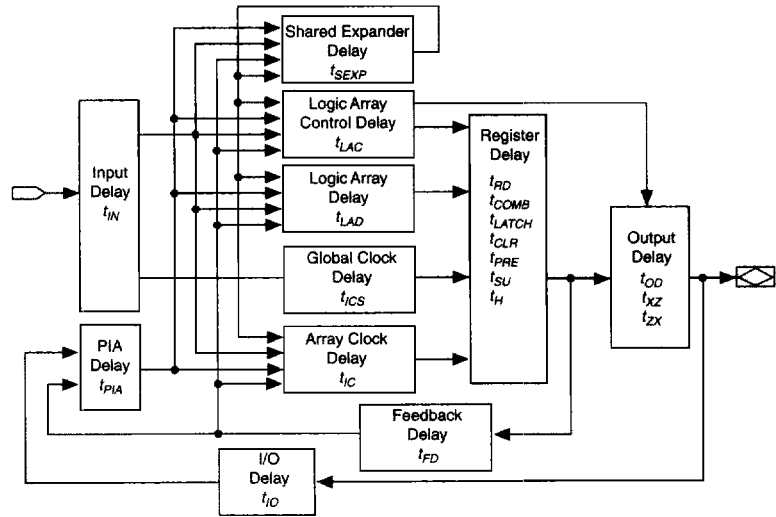 Shared Expander
Delay
tSEXP
Logic Array
Control Delay
tLAC
Register
Delay
tRD
tCOMB
tLATCH
tCLR
tPRE
tSU
tH
Input
Delay
tIN
Logic Array
Delay
tLAD
Output
Delay
tOD
tXZ
tZX
Global Clock
Delay
tICS
PIA
Delay
tPIA
Array Clock
Delay
tIC
Feedback
Delay
tFD
I/O
Delay
tIO